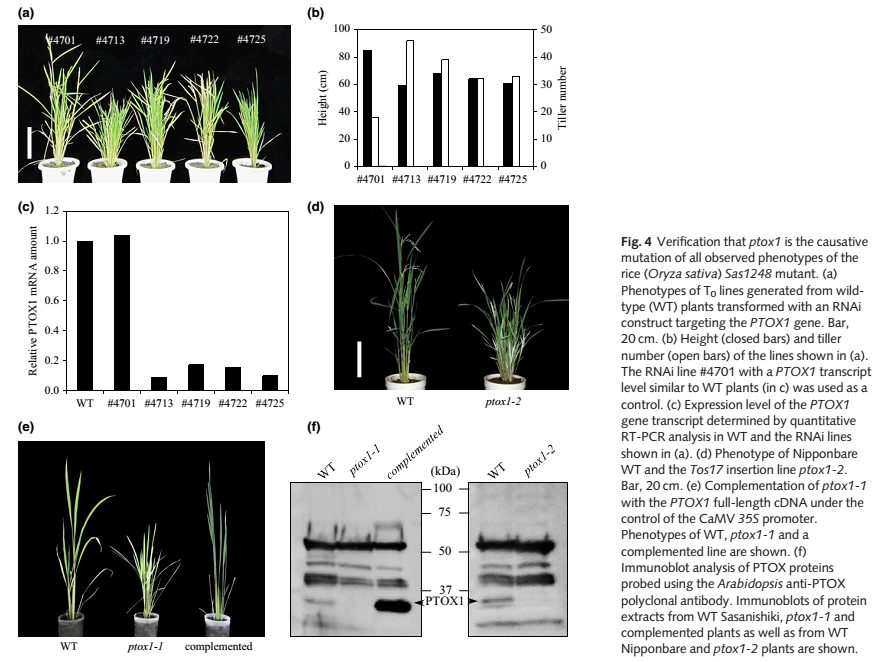 (a)
#4701 #4713 #4719 #4722 #4725
(b)
100
80
60
40
20
0
Height (cm)
50
40
30
20
10
0
Tiller number
#4701 #4713 #4719 #4722 #4725
(c)
1.2
1.0
0.8
0.6
0.4
0.2
0.0
Relative PTOX1 mRNA amount
WT #4701 #4713 #4719 #4722 #4725
(d)
WT ptox1-2
(e)
WT ptox1-1 complemented
(f)
WT ptox1-1 complemented (kDa) WT ptox1-2
100
75
50
37
PTOX1
Fig. 4 Verification that ptox1 is the causative
mutation of all observed phenotypes of the
rice (Oryza sativa) Sas1248 mutant. (a)
Phenotypes of T0 lines generated from wild-
type (WT) plants transformed with an RNAi
construct targeting the PTOX1 gene. Bar,
20 cm. (b) Height (closed bars) and tiller
number (open bars) of the lines shown in (a).
The RNAi line #4701 with a PTOX1 transcript
level similar to WT plants (in c) was used as a
control. (c) Expression level of the PTOX1
gene transcript determined by quantitative
RT-PCR analysis in WT and the RNAi lines
shown in (a). (d) Phenotype of Nipponbare
WT and the Tos17 insertion line ptox1-2.
Bar, 20 cm. (e) Complementation of ptox1-1
with the PTOX1 full-length cDNA under the
control of the CaMV 35S promoter.
Phenotypes of WT, ptox1-1 and a
complemented line are shown. (f)
Immunoblot analysis of PTOX proteins
probed using the Arabidopsis anti-PTOX
polyclonal antibody. Immunoblots of protein
extracts from WT Sasanishiki, ptox1-1 and
complemented plants as well as from WT
Nipponbare and ptox1-2 plants are shown.